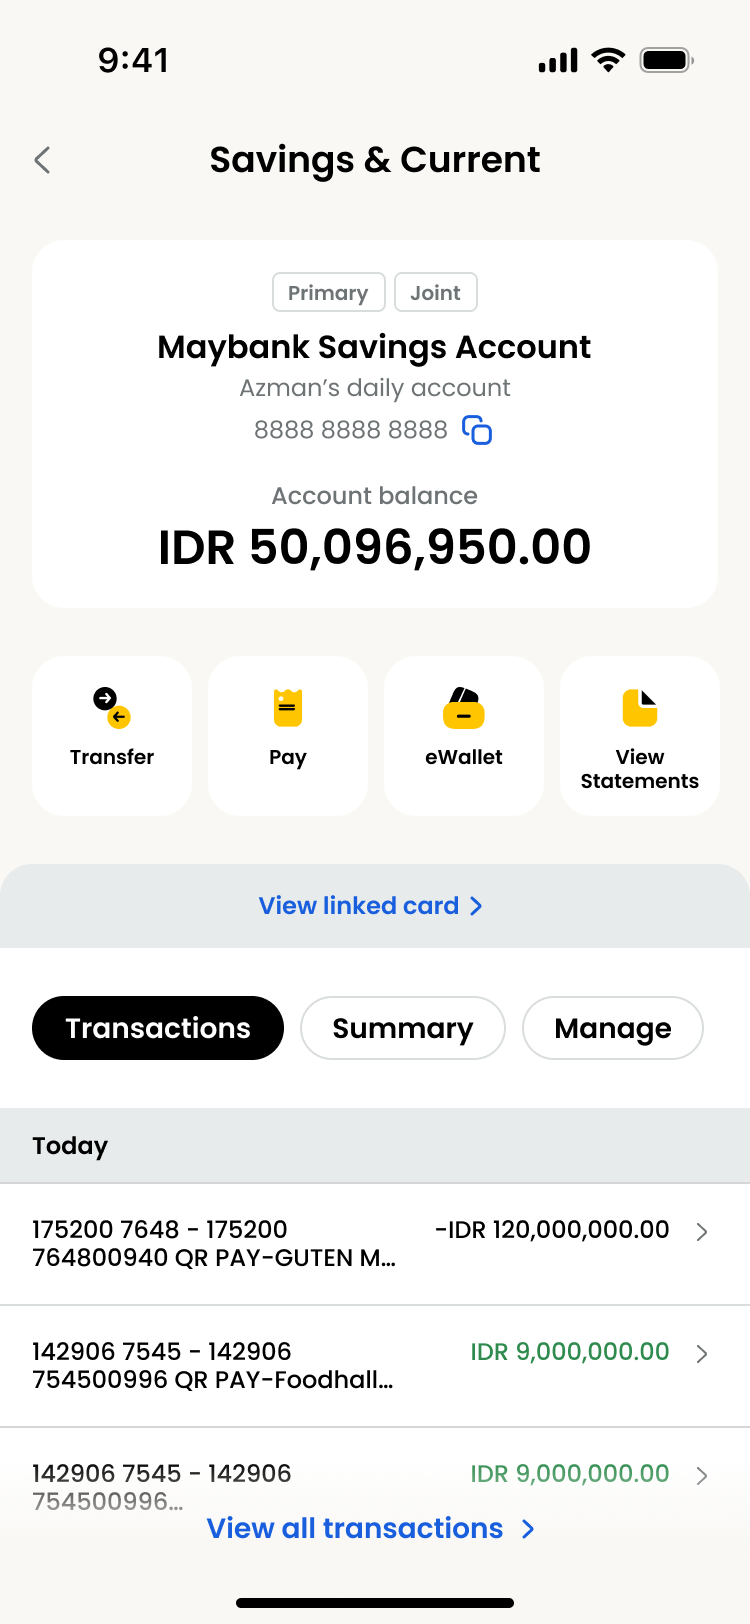 9:41
Savings & Current
Primary Joint
Maybank Savings Account
Azman’s daily account
8888 8888 8888
Account balance
IDR 50,096,950.00
Transfer Pay eWallet View
Statements
View linked card
Transactions Summary Manage
Today
175200 7648 - 175200 -IDR 120,000,000.00
764800940 QR PAY-GUTEN M...
142906 7545 - 142906 IDR 9,000,000.00
754500996 QR PAY-Foodhall...
142906 7545 - 142906 IDR 9,000,000.00
754500996...
View all transactions